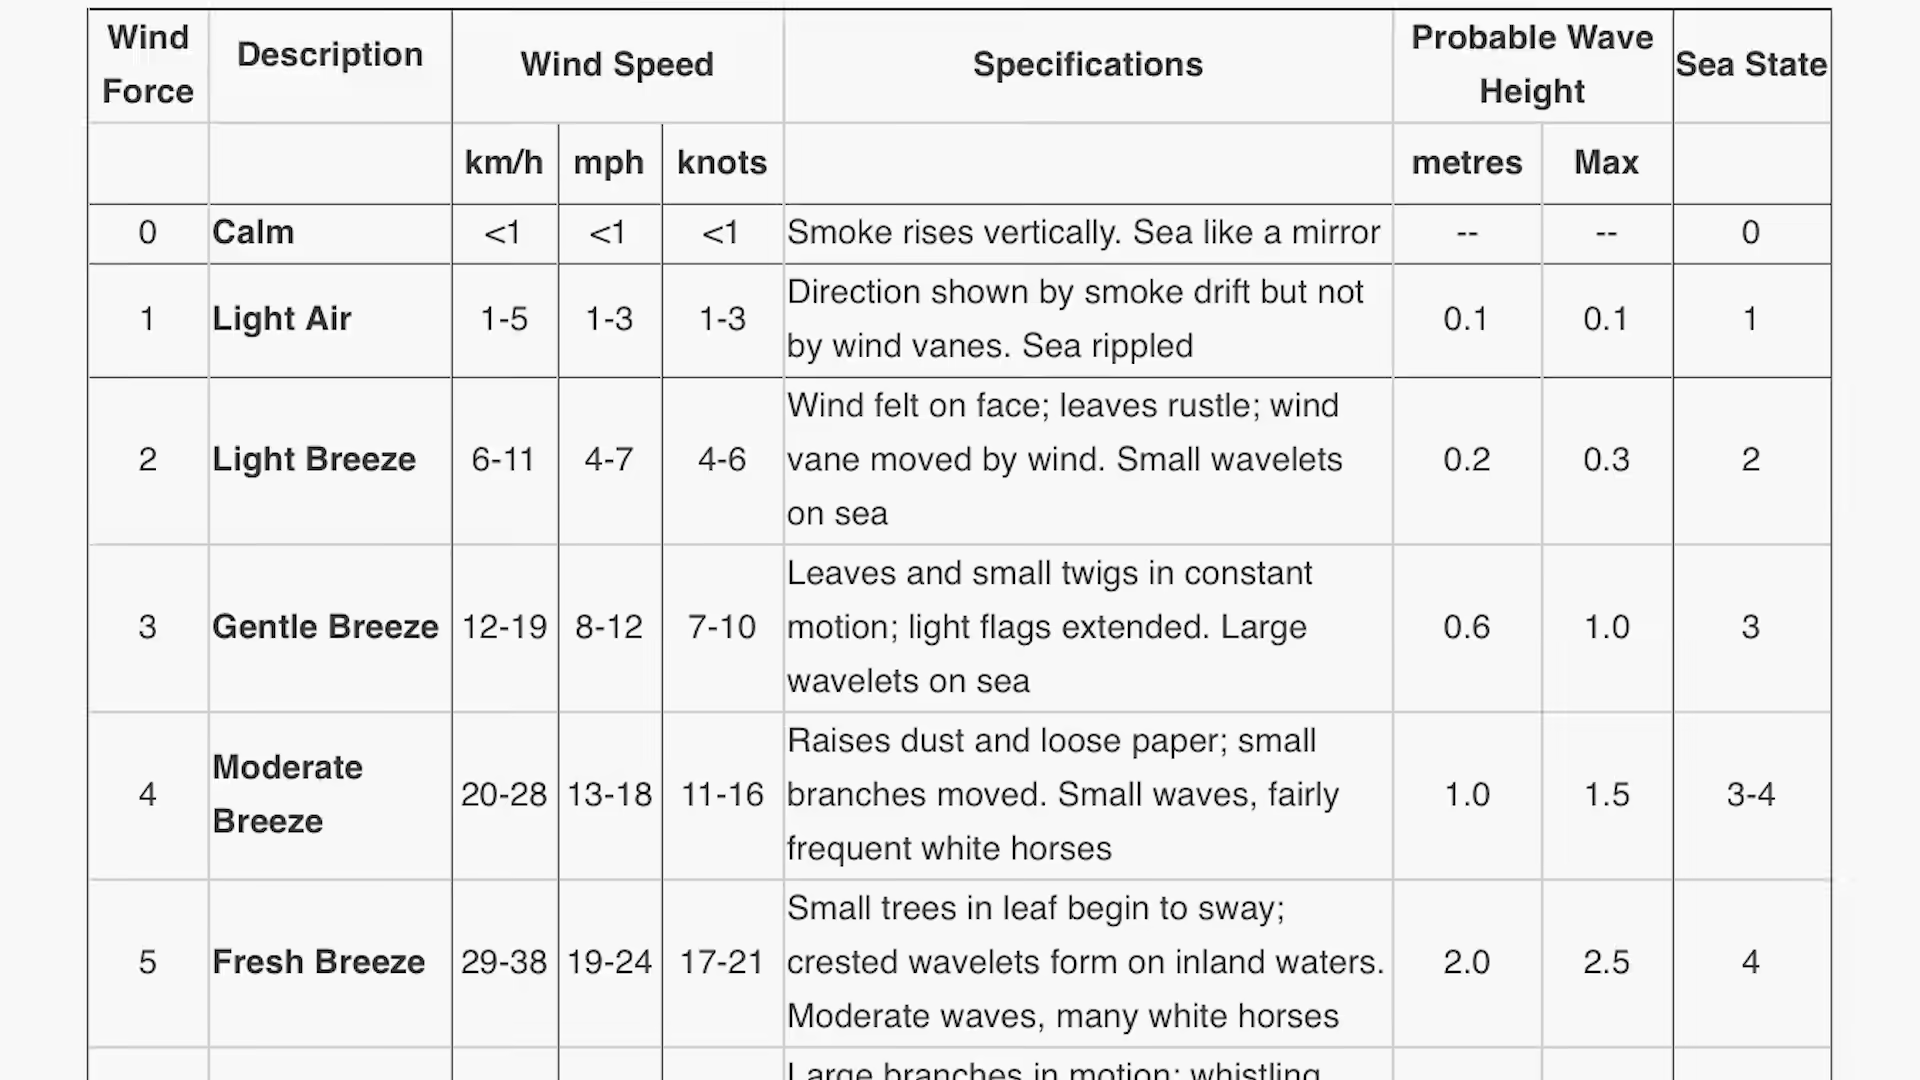 Wind Force Description Wind Speed Specifications Probable Wave Height Sea State
km/h mph knots metres Max
0 Calm <1 <1 <1 Smoke rises vertically. Sea like a mirror -- -- 0
1 Light Air 1-5 1-3 1-3 Direction shown by smoke drift but not
by wind vanes. Sea rippled 0.1 0.1 1
2 Light Breeze 6-11 4-7 4-6 Wind felt on face; leaves rustle; wind
vane moved by wind. Small wavelets
on sea 0.2 0.3 2
3 Gentle Breeze 12-19 8-12 7-10 Leaves and small twigs in constant
motion; light flags extended. Large
wavelets on sea 0.6 1.0 3
4 Moderate Breeze 20-28 13-18 11-16 Raises dust and loose paper; small
branches moved. Small waves, fairly
frequent white horses 1.0 1.5 3-4
5 Fresh Breeze 29-38 19-24 17-21 Small trees in leaf begin to sway;
crested wavelets form on inland waters.
Moderate waves, many white horses 2.0 2.5 4
Large branches in motion; whistling